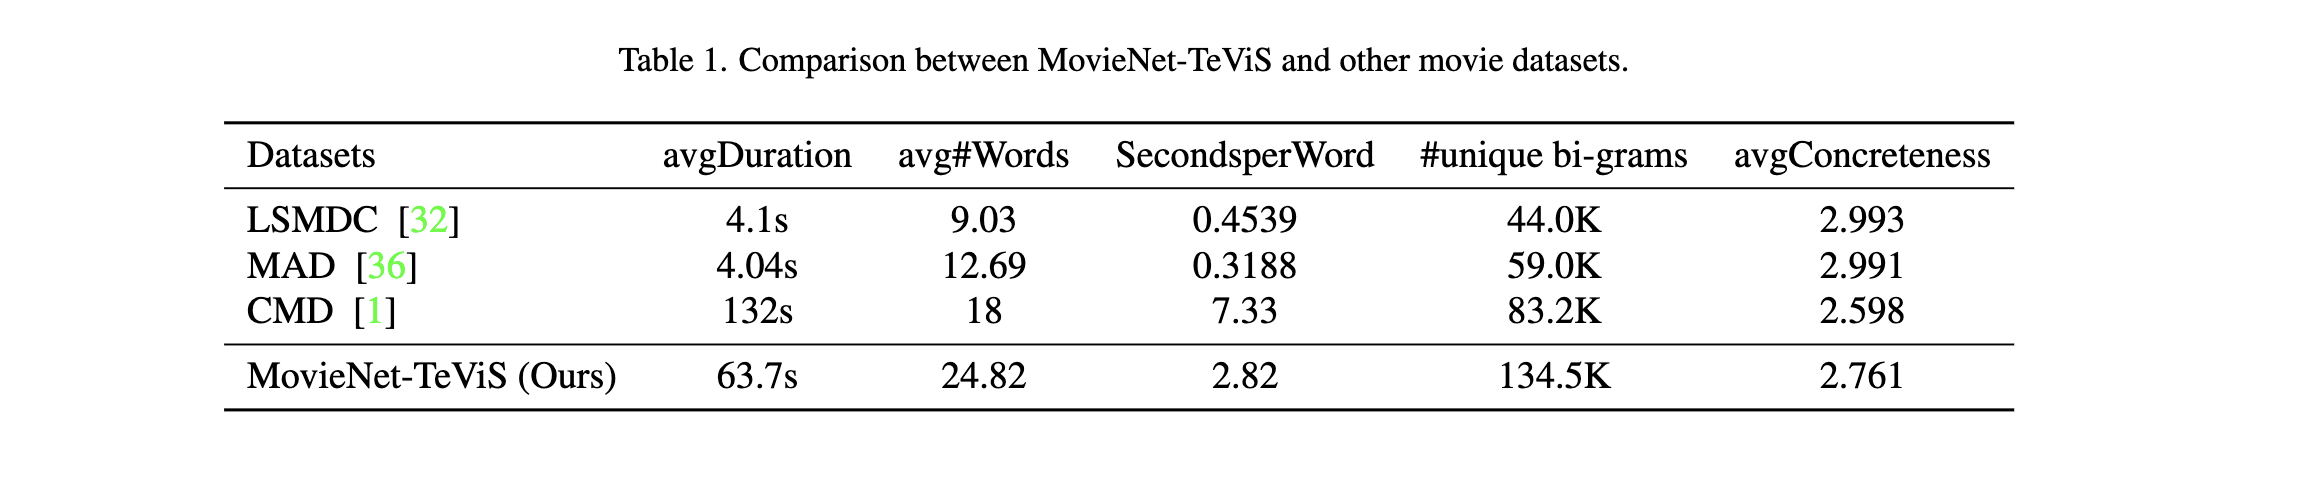 Table 1. Comparison between MovieNet-TeViS and other movie datasets.
Datasets avgDuration avg#Words SecondsperWord #unique bi-grams avgConcreteness
LSMDC [32] 4.1s 9.03 0.4539 44.0K 2.993
MAD [36] 4.04s 12.69 0.3188 59.0K 2.991
CMD [1] 132s 18 7.33 83.2K 2.598
MovieNet-TeViS (Ours) 63.7s 24.82 2.82 134.5K 2.761